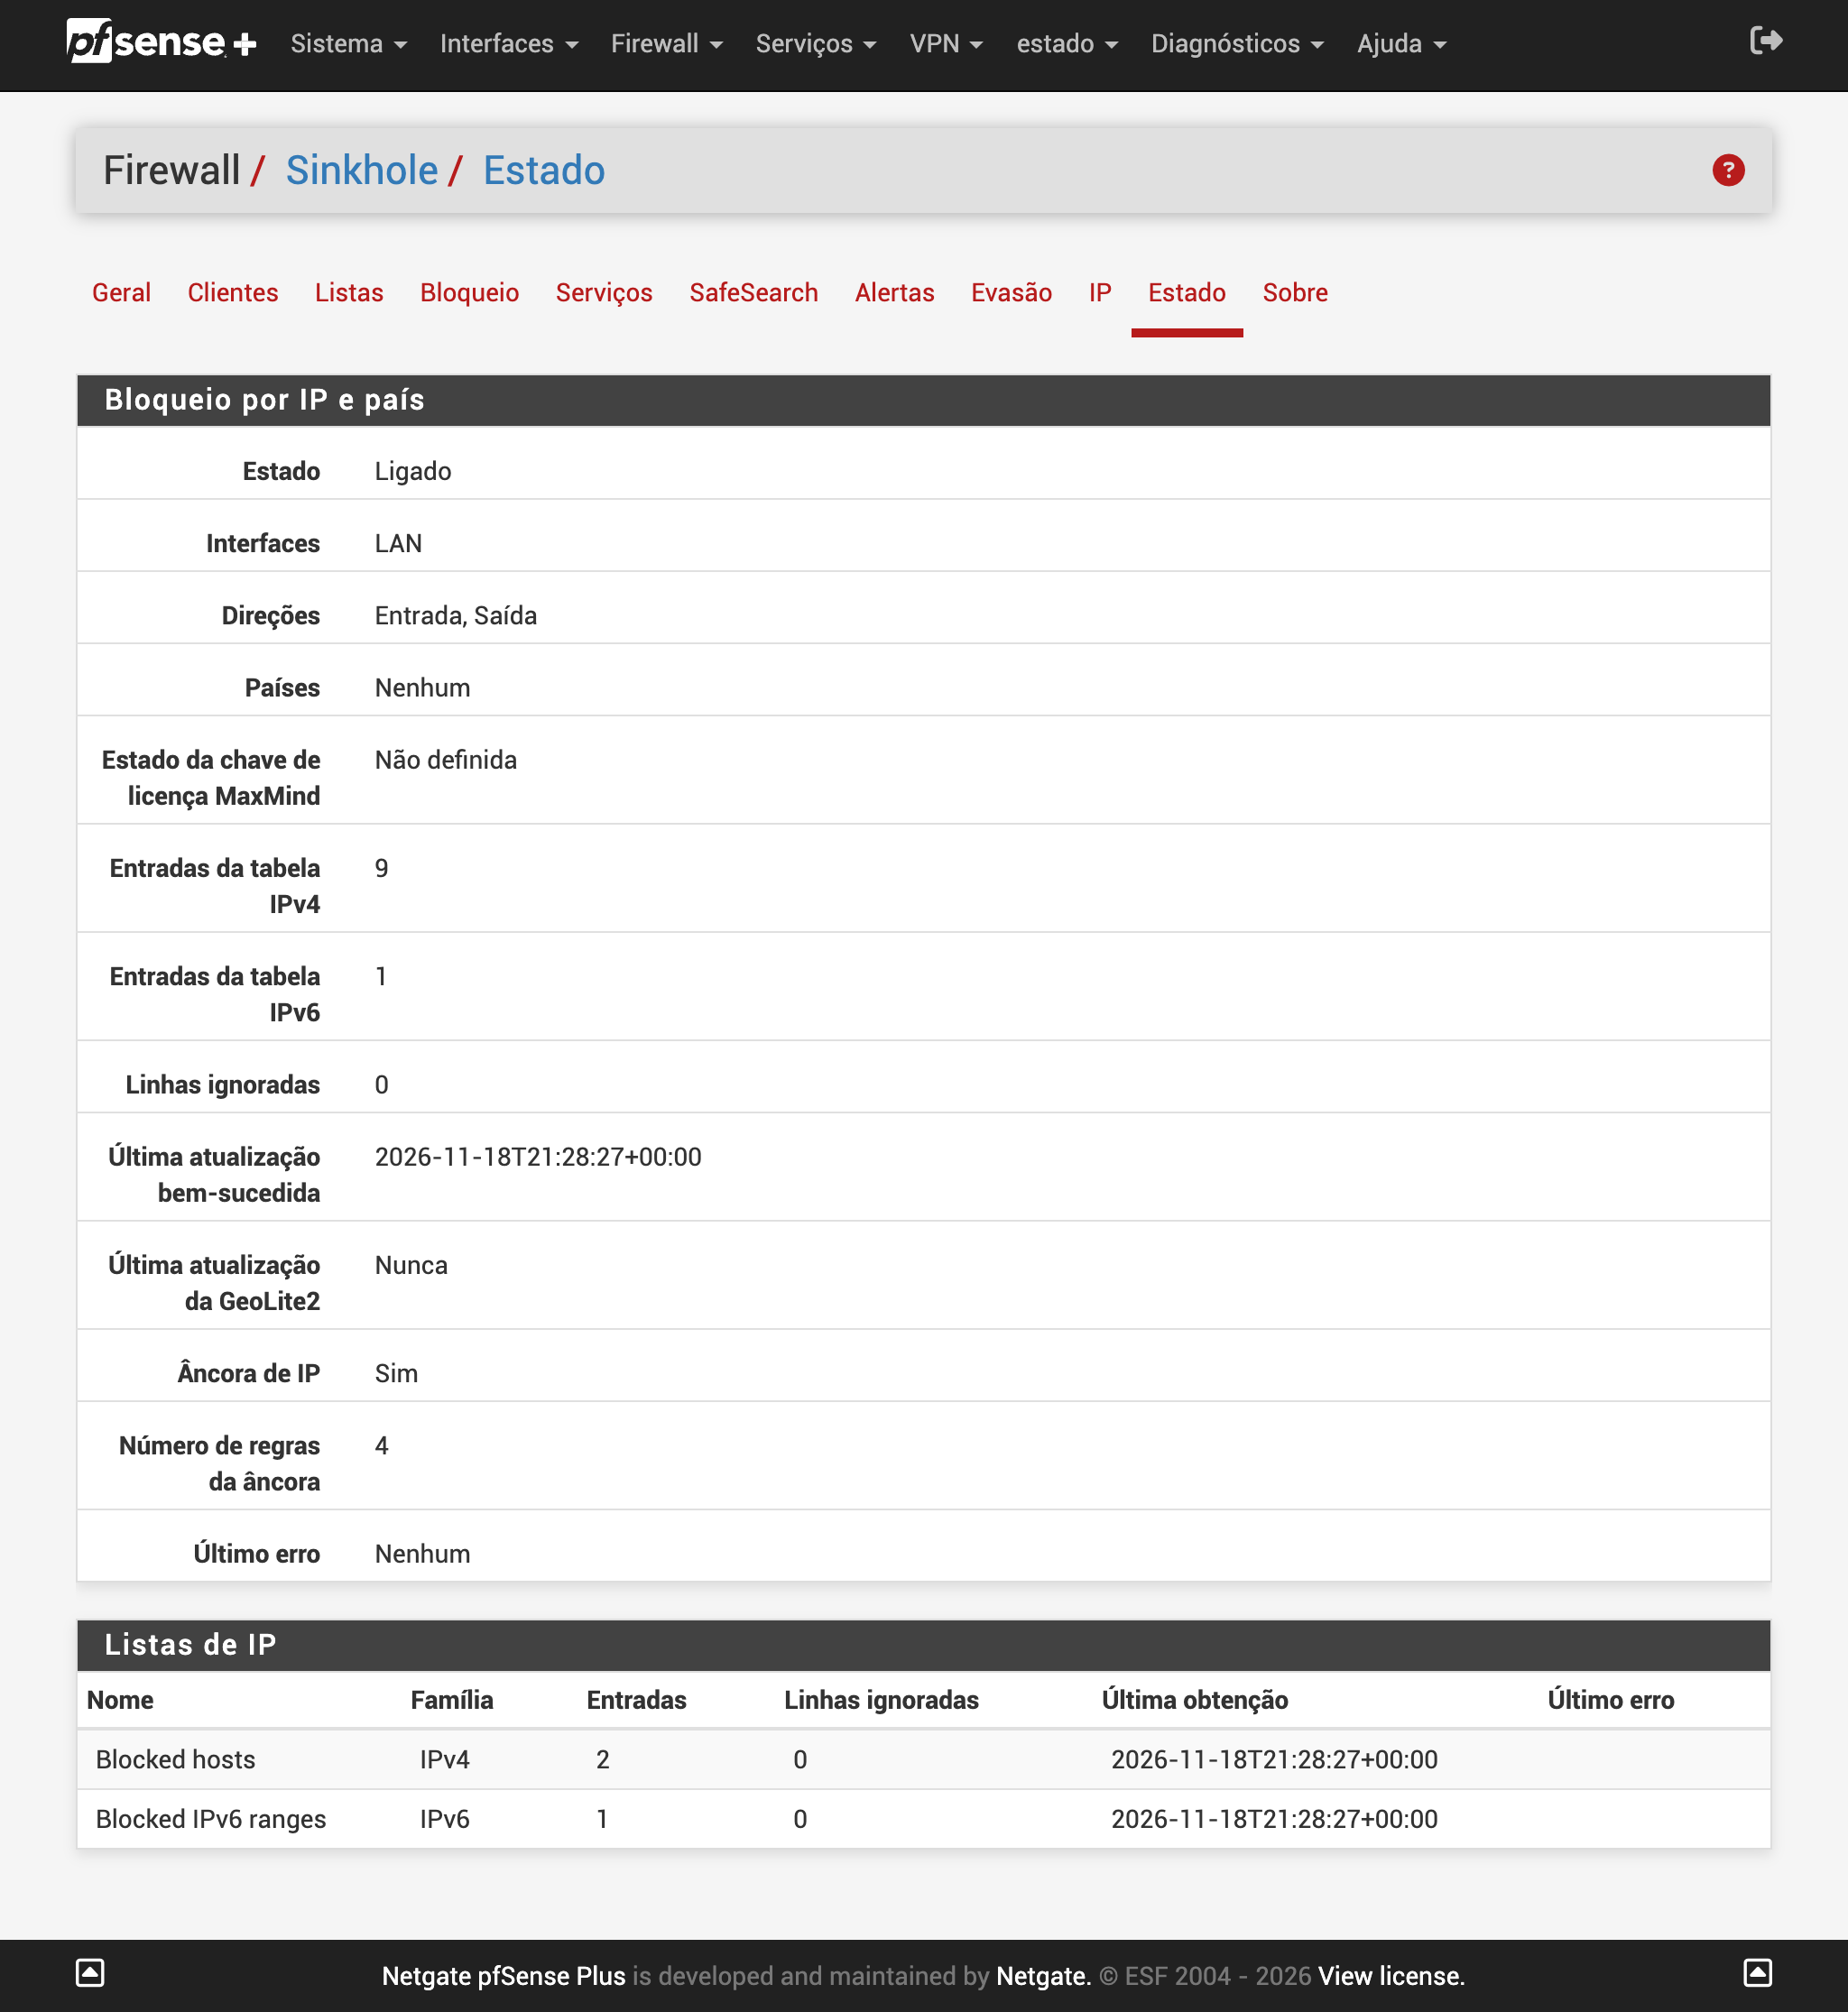 pfsense+ Sistema Interfaces Firewall Serviços VPN estado Diagnósticos Ajuda
Firewall / Sinkhole / Estado
?
Geral Clientes Listas Bloqueio Serviços SafeSearch Alertas Evasão IP Estado Sobre
Bloqueio por IP e país
Estado Ligado
Interfaces LAN
Direções Entrada, Saída
Países Nenhum
Estado da chave de Não definida
licença MaxMind
Entradas da tabela 9
IPv4
Entradas da tabela 1
IPv6
Linhas ignoradas 0
Última atualização 2026-11-18T21:28:27+00:00
bem-sucedida
Última atualização Nunca
da GeoLite2
Âncora de IP Sim
Número de regras 4
da âncora
Último erro Nenhum
Listas de IP
Nome Família Entradas Linhas ignoradas Última obtenção Último erro
Blocked hosts IPv4 2 0 2026-11-18T21:28:27+00:00
Blocked IPv6 ranges IPv6 1 0 2026-11-18T21:28:27+00:00
Netgate pfSense Plus is developed and maintained by Netgate. © ESF 2004 - 2026 View license.